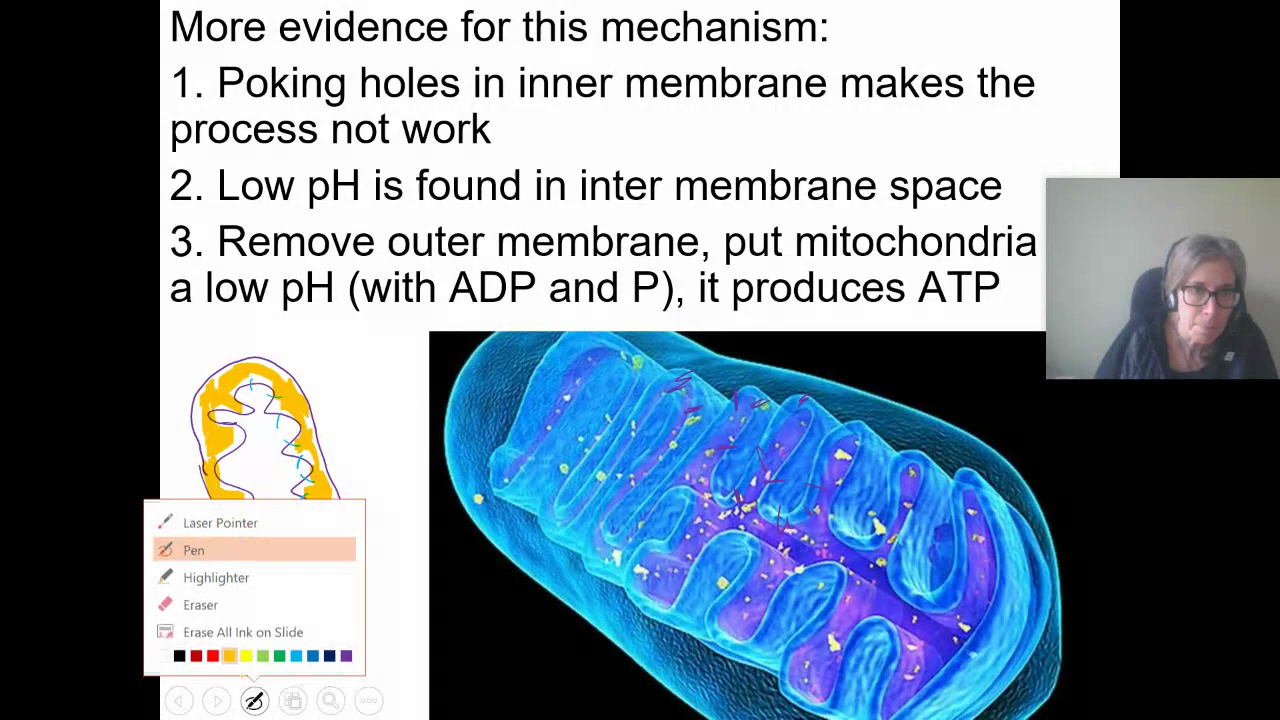 More evidence for this mechanism:
1. Poking holes in inner membrane makes the
process not work
2. Low pH is found in inter membrane space
3. Remove outer membrane, put mitochondria
a low pH (with ADP and P), it produces ATP
Laser Pointer
Pen
Highlighter
Eraser
Erase All Ink on Slide